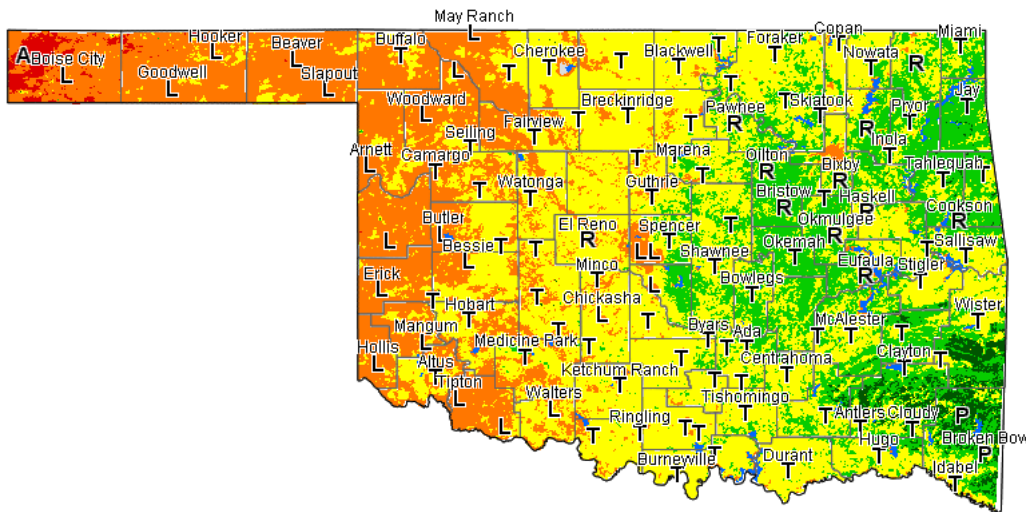 May Ranch
L
Copan
T
Miami
T
Hooker
L
Beaver
L
Buffalo
T
Cherokee
T
T
Blackwell
T
T
Foraker
T
Nowata
T
R
A
Boise City
L
Goodwell
L
Slapout
L
L
T
T
Jay
T
Woodward
L
Breckinridge
T
T
Pawnee
R
T
Skiatook
T
Pryor
T
Seiling
T
Fairview
T
T
R
Inola
T
Arnett
L
Camargo
T
T
Marena
T
Oilton
R
Bixby
R
Tahlequah
T
T
T
Watonga
T
Guthrie
T
Bristow
R
T
Haskell
P
Cookson
R
Butler
L
El Reno
R
Spencer
T
T
Okmulgee
R
L
Bessie
L
T
T
LL
Shawnee
T
Okemah
T
T
Sallisaw
T
Erick
L
Minco
T
L
Bowlegs
T
Eufaula
R
Stigler
T
T
Hobart
T
T
Chickasha
L
T
Wister
T
Mangum
L
T
Byars
T
Ada
T
T
McAlester
T
T
T
Hollis
L
Altus
T
Medicine Park
T
T
Ketchum Ranch
T
T
T
Centrahoma
T
Clayton
T
T
Tipton
L
Walters
L
T
T
Tishomingo
T
L
T
Ringling
T
T
T
T
Antlers
T
Cloudy
T
P
Burneyville
T
T
Durant
T
Hugo
T
Broken Bow
P
Idabel
T